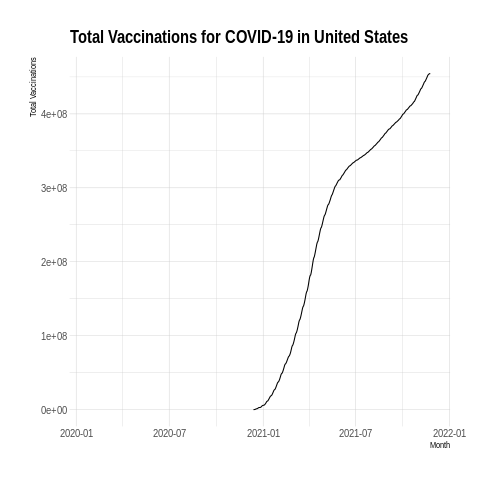 Total Vaccinations for COVID-19 in United States
Total Vaccinations
4e+08
3e+08
2e+08
1e+08
0e+00
2020-01 2020-07 2021-01 2021-07 2022-01
Month